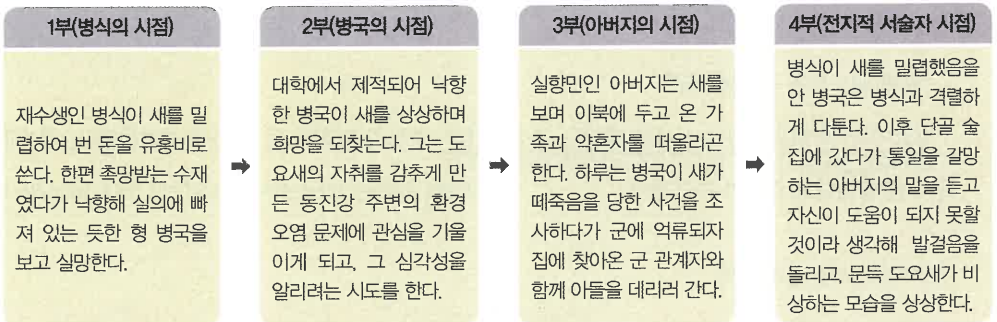 1부(병식의 시점)
재수생인 병식이 새를 밀
렵하여 번 돈을 유흥비로
쓴다. 한편 촉망받는 수재
였다가 낙향해 실의에 빠
져 있는 듯한 형 병국을
보고 실망한다.
2부(병국의 시점)
대학에서 제적되어 낙향
한 병국이 새를 상상하며
희망을 되찾는다. 그는 도
요새의 자취를 감추게 만
든 동진강 주변의 환경
오염 문제에 관심을 기울
이게 되고, 그 심각성을
알리려는 시도를 한다.
3부(아버지의 시점)
실향민인 아버지는 새를
보며 이북에 두고 온 가
족과 약혼자를 떠올리곤
한다. 하루는 병국이 새가
떼죽음을 당한 사건을 조
사하다가 군에 억류되자
집에 찾아온 군 관계자와
함께 아들을 데리러 간다.
4부(전지적 서술자 시점)
병식이 새를 밀렵했음을
안 병국은 병식과 격렬하
게 다툰다. 이후 단골 술
집에 갔다가 통일을 갈망
하는 아버지의 말을 듣고
자신이 도움이 되지 못할
것이라 생각해 발걸음을
돌리고, 문득 도요새가 비
상하는 모습을 상상한다.